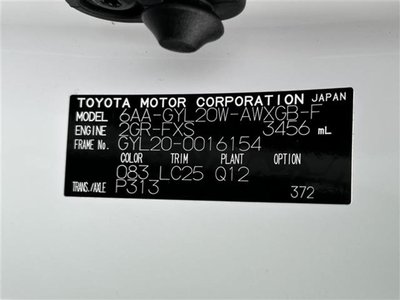 TOYOTA MOTOR CORPORATION JAPAN
MODEL 6AA-GYL20W-AWXGB-F
ENGINE 2GR-FXS 3456 mL
FRAME No. GYL20-0016154
COLOR TRIM PLANT OPTION
083 LC25 Q12
TRANS./AXLE P313 372